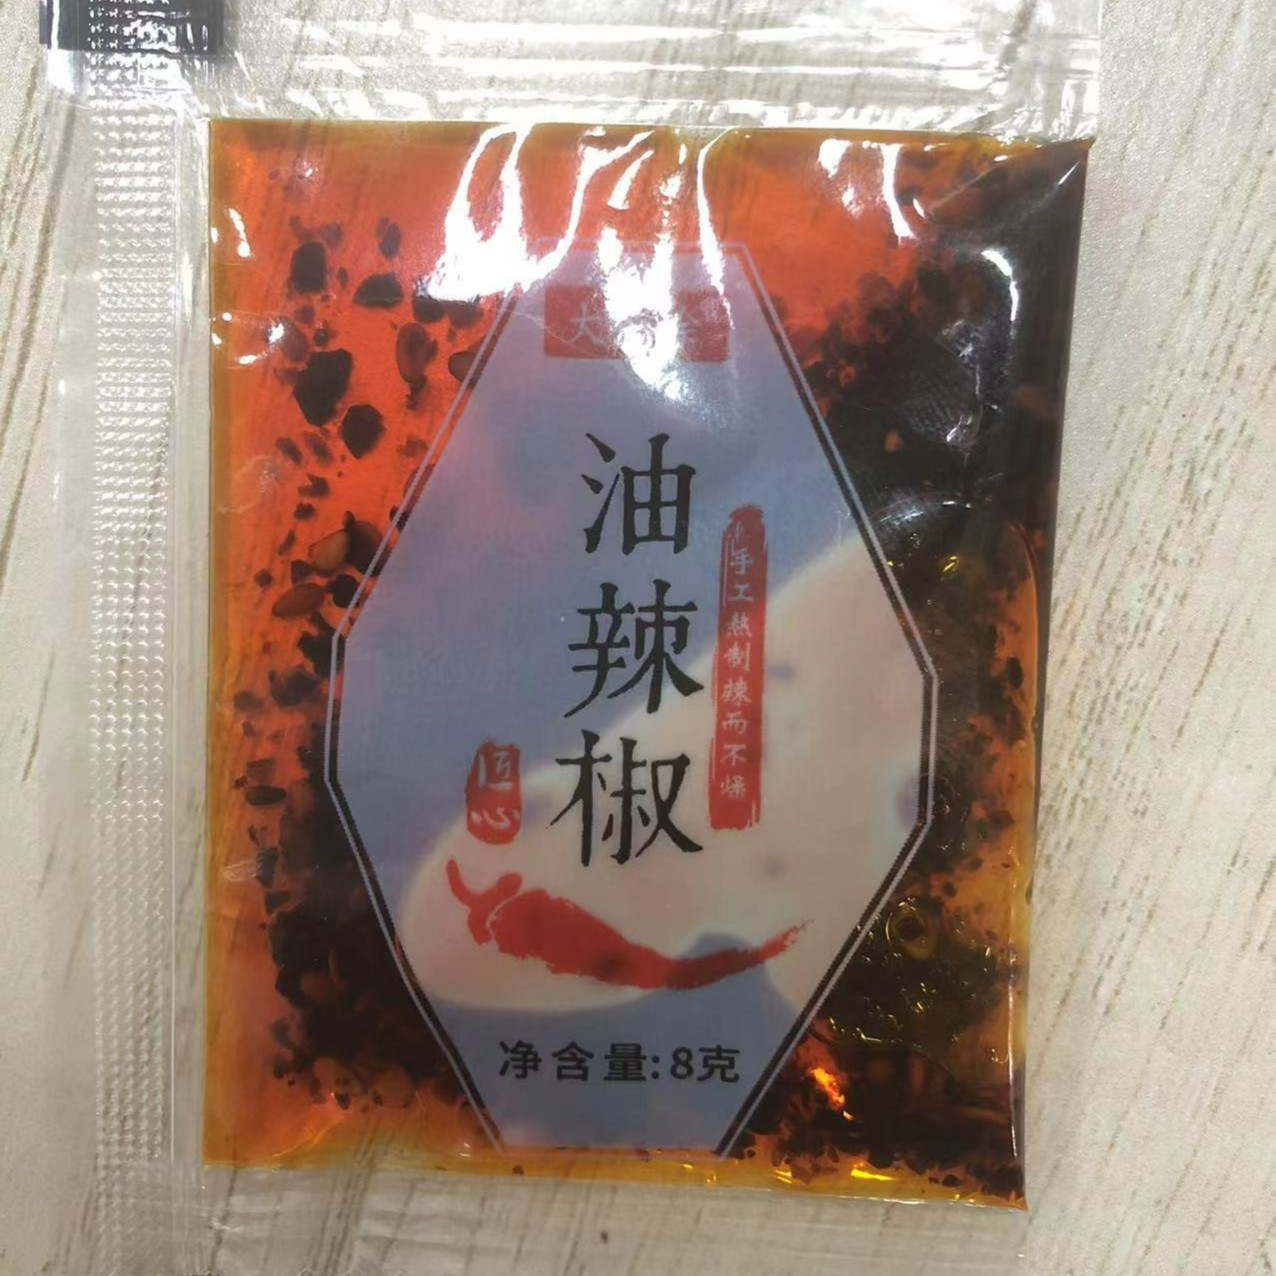 油辣椒
手工熬制辣而不燥
匠心
净含量:8克